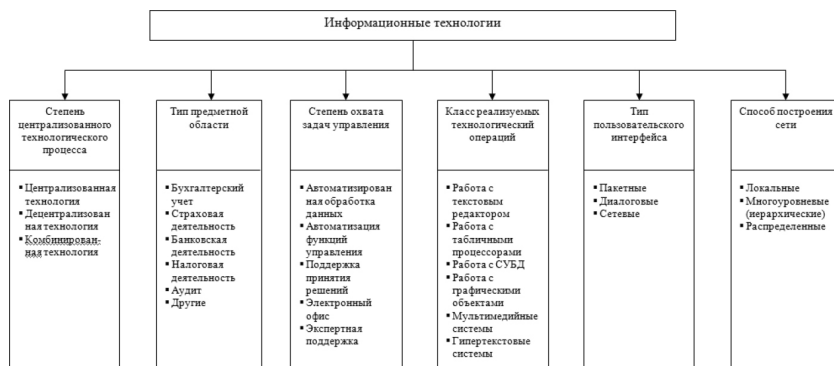 Информационные технологии
Степень
централизованного
технологического
процесса
▪ Централизованная
технология
▪ Децентрализован
ная технология
▪ Комбинирован-
ная технология
Тип предметной
области
▪ Бухгалтерский
учет
▪ Страховая
деятельность
▪ Банковская
деятельность
▪ Налоговая
деятельность
▪ Аудит
▪ Другие
Степень охвата
задач управления
▪ Автоматизирован
ная обработка
данных
▪ Автоматизация
функций
управления
▪ Поддержка
принятия
решений
▪ Электронный
офис
▪ Экспертная
поддержка
Класс реализуемых
технологический
операций
▪ Работа с
текстовым
редактором
▪ Работа с
табличными
процессорами
▪ Работа с СУБД
▪ Работа с
графическими
объектами
▪ Мультимедийные
системы
▪ Гипертекстовые
системы
Тип
пользовательского
интерфейса
▪ Пакетные
▪ Диалоговые
▪ Сетевые
Способ построения
сети
▪ Локальные
▪ Многоуровневые
(иерархические)
▪ Распределенные